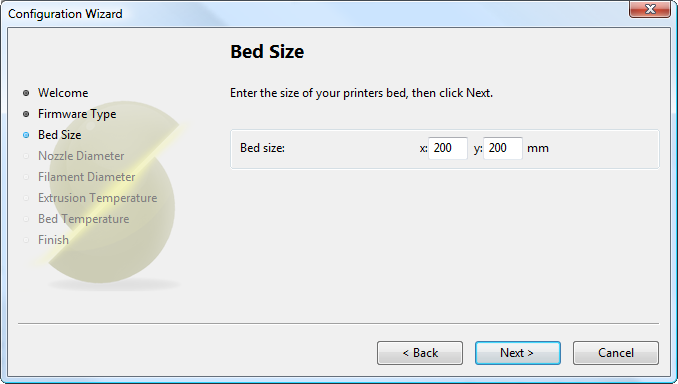 Configuration Wizard
Bed Size
Enter the size of your printers bed, then click Next.
Welcome
Firmware Type
Bed Size
Nozzle Diameter
Filament Diameter
Extrusion Temperature
Bed Temperature
Finish
Bed size: x: 200 y: 200 mm
< Back Next > Cancel